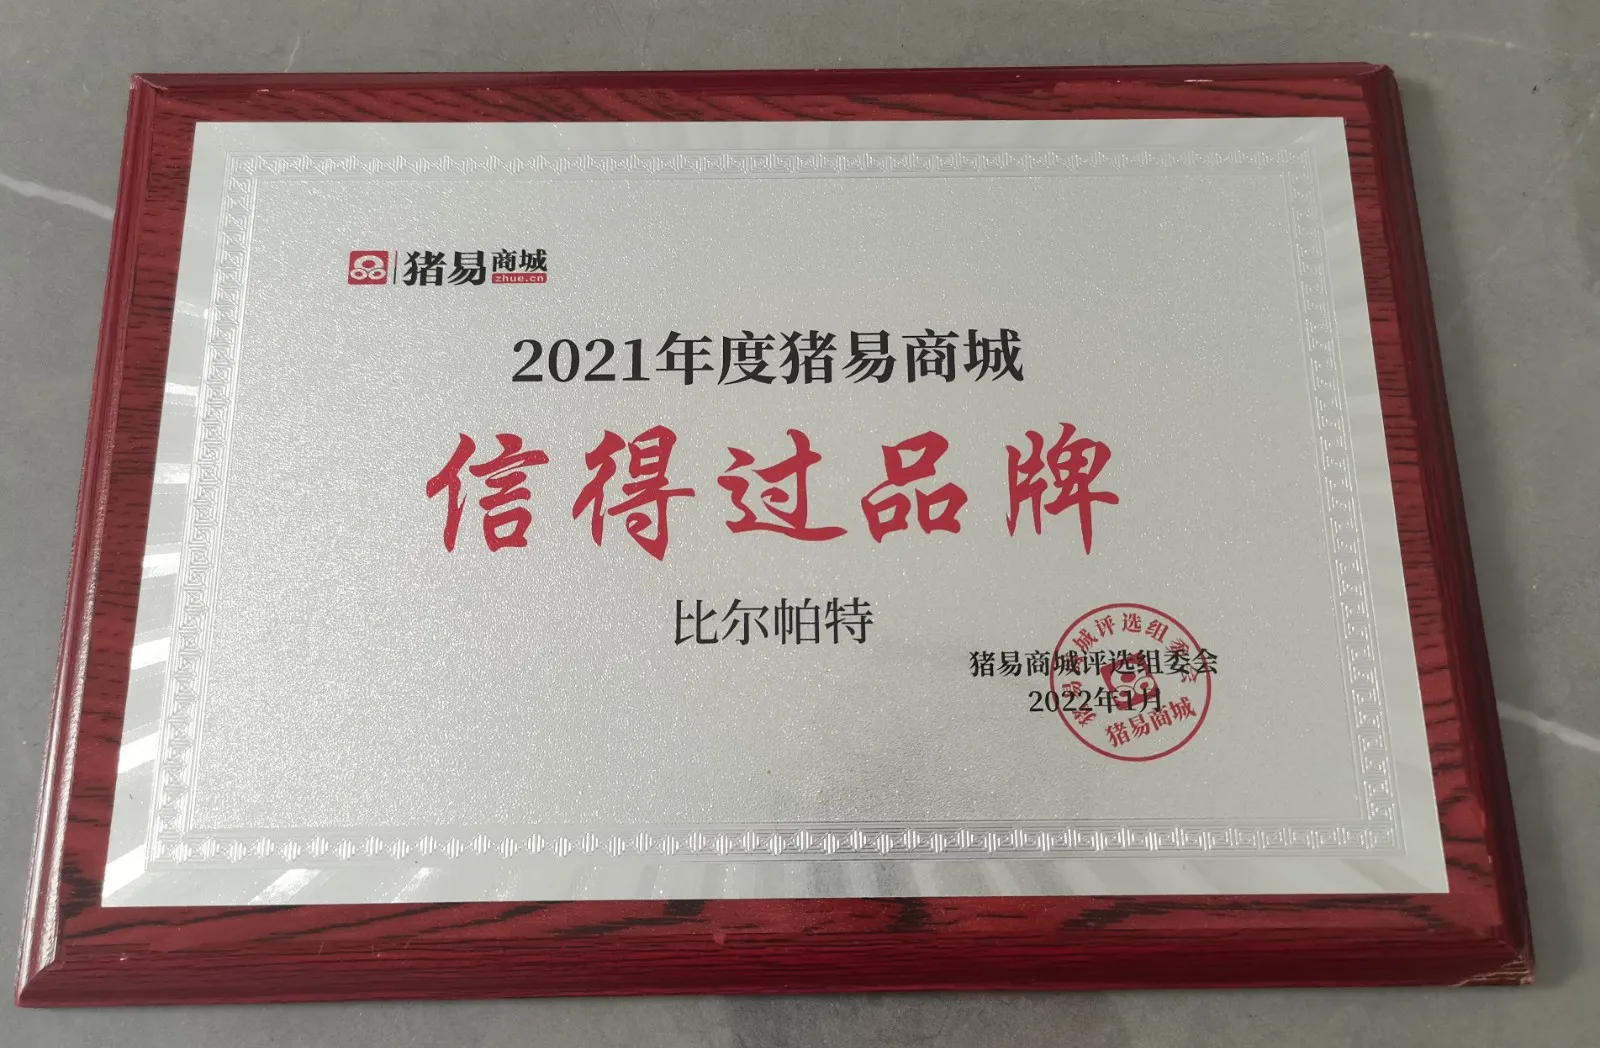 猪易商城
zhue.cn
2021年度猪易商城
信得过品牌
比尔帕特
猪易商城评选组委会
2022年1月
猪易商城评选组委会
猪易商城